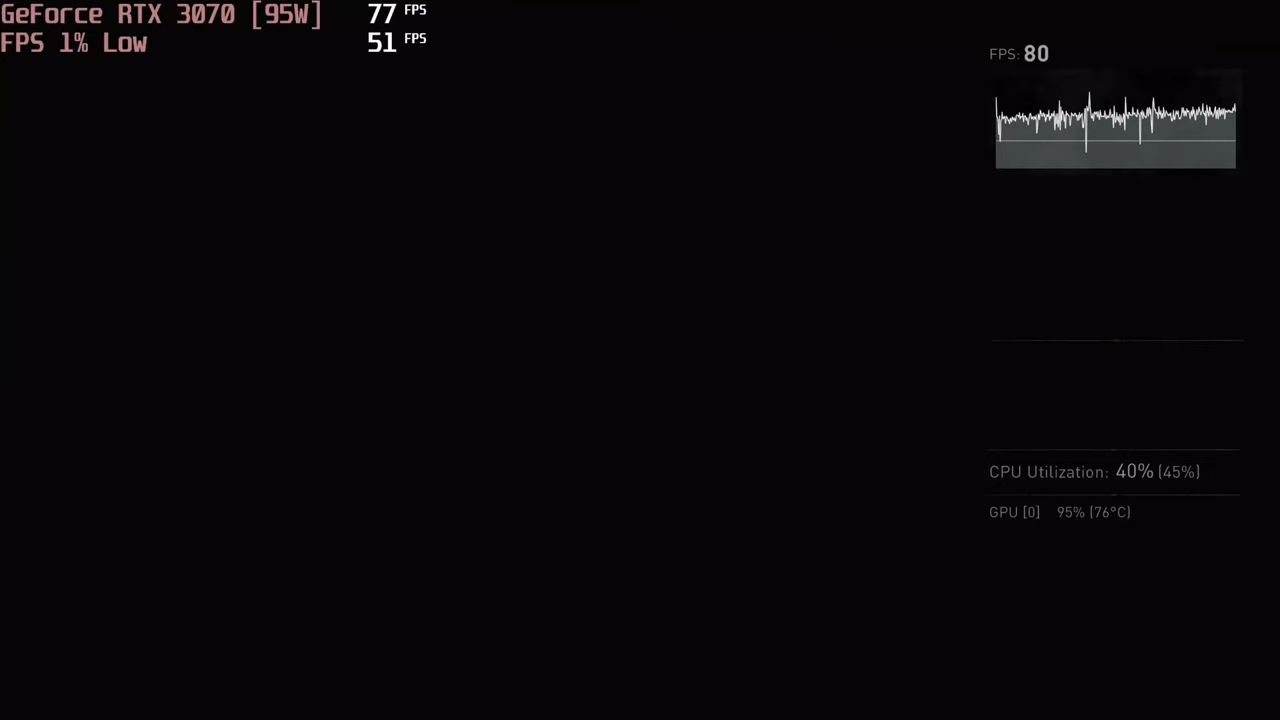 GeForce RTX 3070 [95W] 77 FPS
FPS 1% Low 51 FPS
FPS: 80
CPU Utilization: 40% (45%)
GPU [0] 95% (76°C)